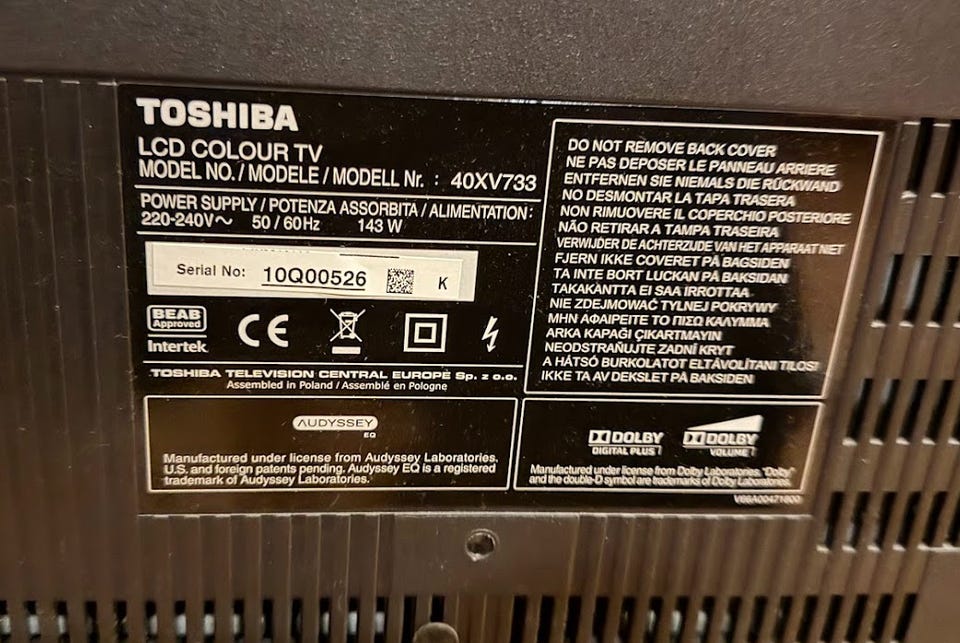 TOSHIBA
LCD COLOUR TV
MODEL NO. / MODELE / MODELL Nr. : 40XV733
POWER SUPPLY / POTENZA ASSORBITA / ALIMENTATION:
220-240V～ 50 / 60 Hz 143 W
Serial No: 10Q00526 K
BEAB
Approved
Intertek
CE
TOSHIBA TELEVISION CENTRAL EUROPE Sp. z o.o.
Assembled in Poland / Assemblé en Pologne
DO NOT REMOVE BACK COVER
NE PAS DEPOSER LE PANNEAU ARRIERE
ENTFERNEN SIE NIEMALS DIE RÜCKWAND
NO DESMONTAR LA TAPA TRASERA
NON RIMUOVERE IL COPERCHIO POSTERIORE
NÃO RETIRAR A TAMPA TRASEIRA
VERWIJDER DE ACHTERZIJDE VAN HET APPARAAT NIET
FJERN IKKE COVERET PÅ BAGSIDEN
TA INTE BORT LUCKAN PÅ BAKSIDAN
TAKAKANTTA EI SAA IRROTTAA
NIE ZDEJMOWAĆ TYLNEJ POKRYWY
ΜΗΝ ΑΦΑΙΡΕΙΤΕ ΤΟ ΠΙΣΩ ΚΑΛΥΜΜΑ
ARKA KAPAĞI ÇIKARTMAYIN
NEODSTRAŇUJTE ZADNÍ KRYT
A HÁTSÓ BURKOLATOT ELTÁVOLÍTANI TILOS!
IKKE TA AV DEKSLET PÅ BAKSIDEN
AUDYSSEY
EQ
Manufactured under license from Audyssey Laboratories.
U.S. and foreign patents pending. Audyssey EQ is a registered
trademark of Audyssey Laboratories.
DOLBY
DIGITAL PLUS
DOLBY
VOLUME
Manufactured under license from Dolby Laboratories. "Dolby"
and the double-D symbol are trademarks of Dolby Laboratories.
V66A00471800